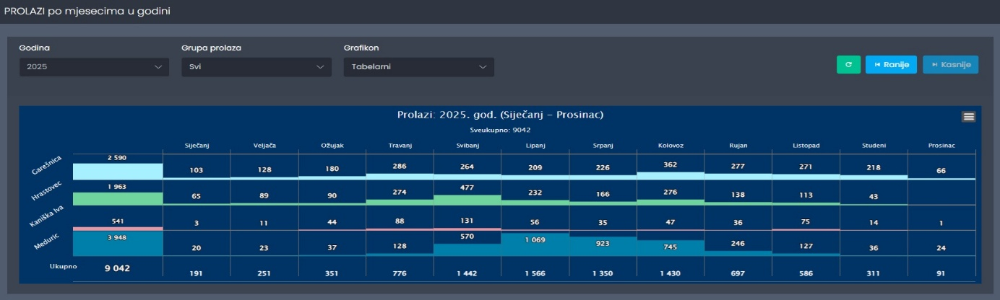 PROLAZI po mjesecima u godini
Godina Grupa prolaza Grafikon
2025 Svi Tabelarni Ranije Kasnije
Prolazi: 2025. god. (Siječanj – Prosinac)
Sveukupno: 9042
Siječanj Veljača Ožujak Travanj Svibanj Lipanj Srpanj Kolovoz Rujan Listopad Studeni Prosinac
Garešnica 2 590 103 128 180 286 264 209 226 362 277 271 218 66
Hrastovec 1 963 65 89 90 274 477 232 166 276 138 113 43
Kaniška Iva 541 3 11 44 88 131 56 35 47 36 75 14 1
Međuric 3 948 20 23 37 128 570 1 069 923 745 246 127 36 24
Ukupno 9 042 191 251 351 776 1 442 1 566 1 350 1 430 697 586 311 91